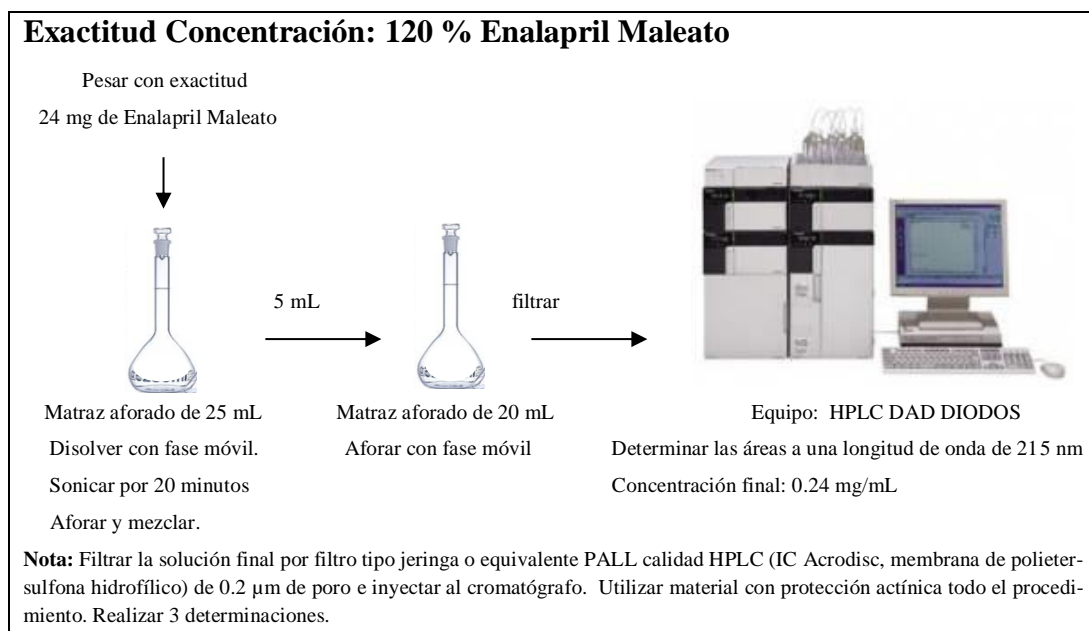 Exactitud Concentración: 120 % Enalapril Maleato
Pesar con exactitud
24 mg de Enalapril Maleato
5 mL
filtrar
Matraz aforado de 25 mL
Disolver con fase móvil.
Sonicar por 20 minutos
Aforar y mezclar.
Matraz aforado de 20 mL
Aforar con fase móvil
Equipo: HPLC DAD DIODOS
Determinar las áreas a una longitud de onda de 215 nm
Concentración final: 0.24 mg/mL
Nota: Filtrar la solución final por filtro tipo jeringa o equivalente PALL calidad HPLC (IC Acrodisc, membrana de polieter-
sulfona hidrofílico) de 0.2 µm de poro e inyectar al cromatógrafo. Utilizar material con protección actínica todo el procedi-
miento. Realizar 3 determinaciones.